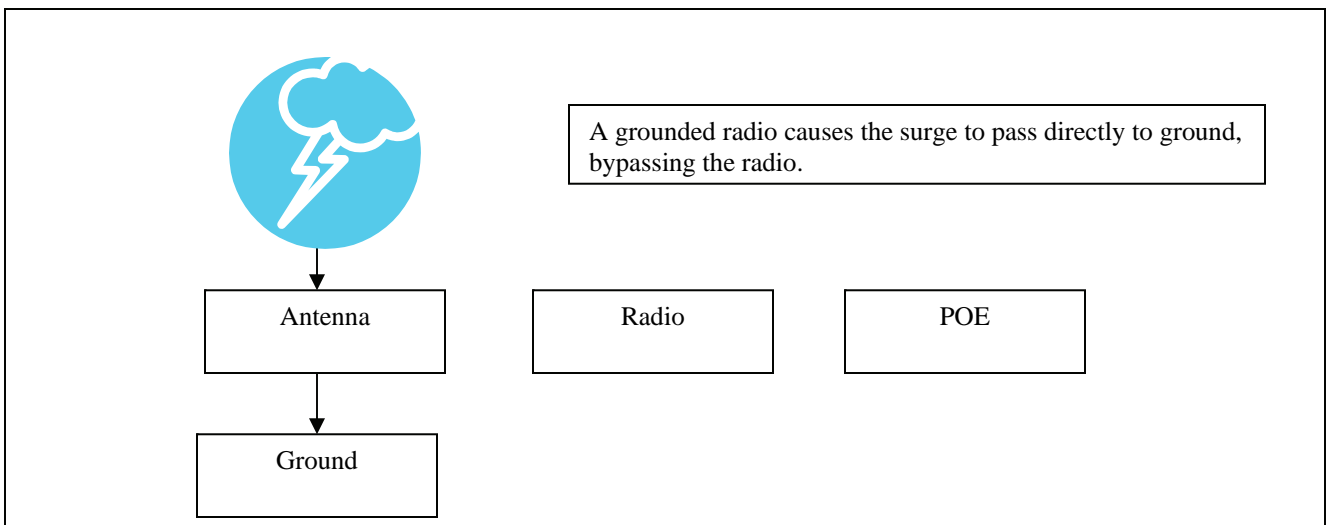 A grounded radio causes the surge to pass directly to ground,
bypassing the radio.
Antenna
Radio
POE
Ground